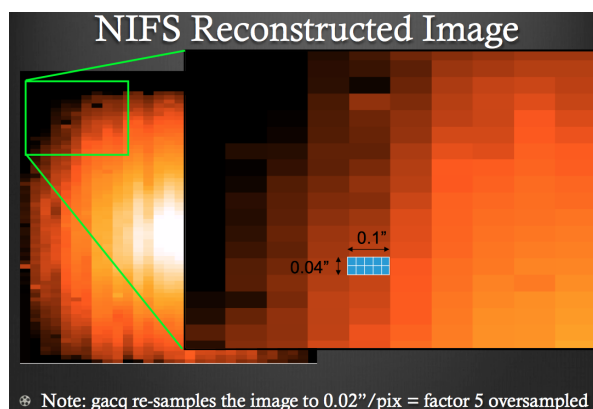 NIFS Reconstructed Image
0.1"
0.04"
Note: gacq re-samples the image to 0.02"/pix = factor 5 oversampled